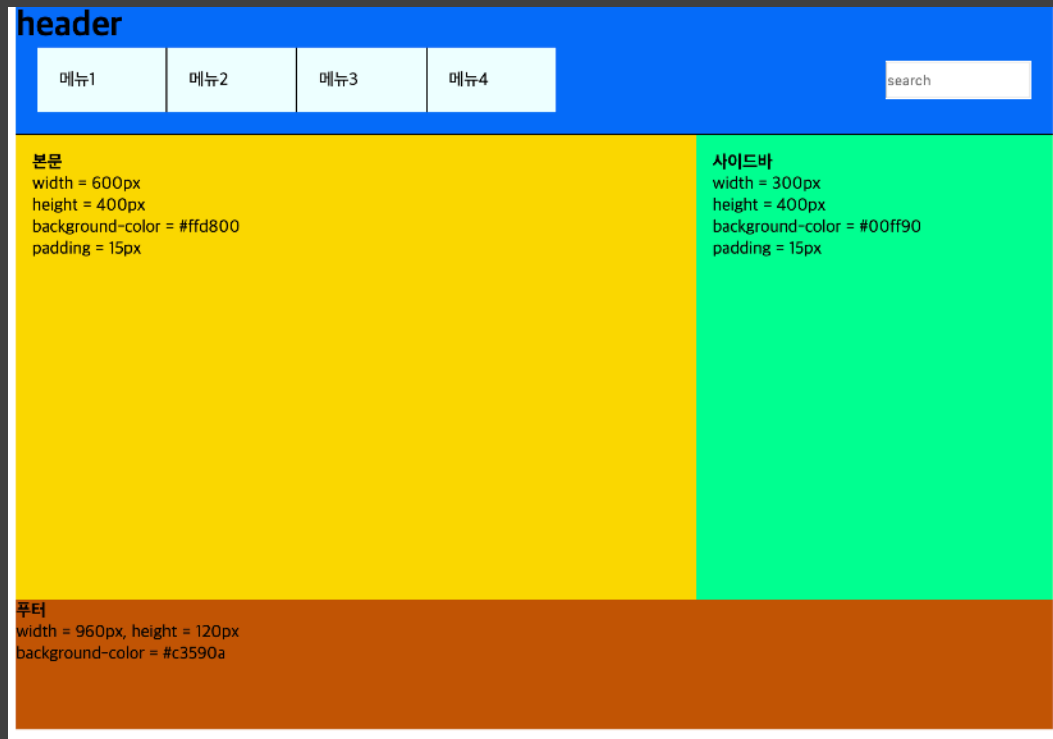 header
메뉴1 메뉴2 메뉴3 메뉴4 search
본문
width = 600px
height = 400px
background-color = #ffd800
padding = 15px
사이드바
width = 300px
height = 400px
background-color = #00ff90
padding = 15px
푸터
width = 960px, height = 120px
background-color = #c3590a